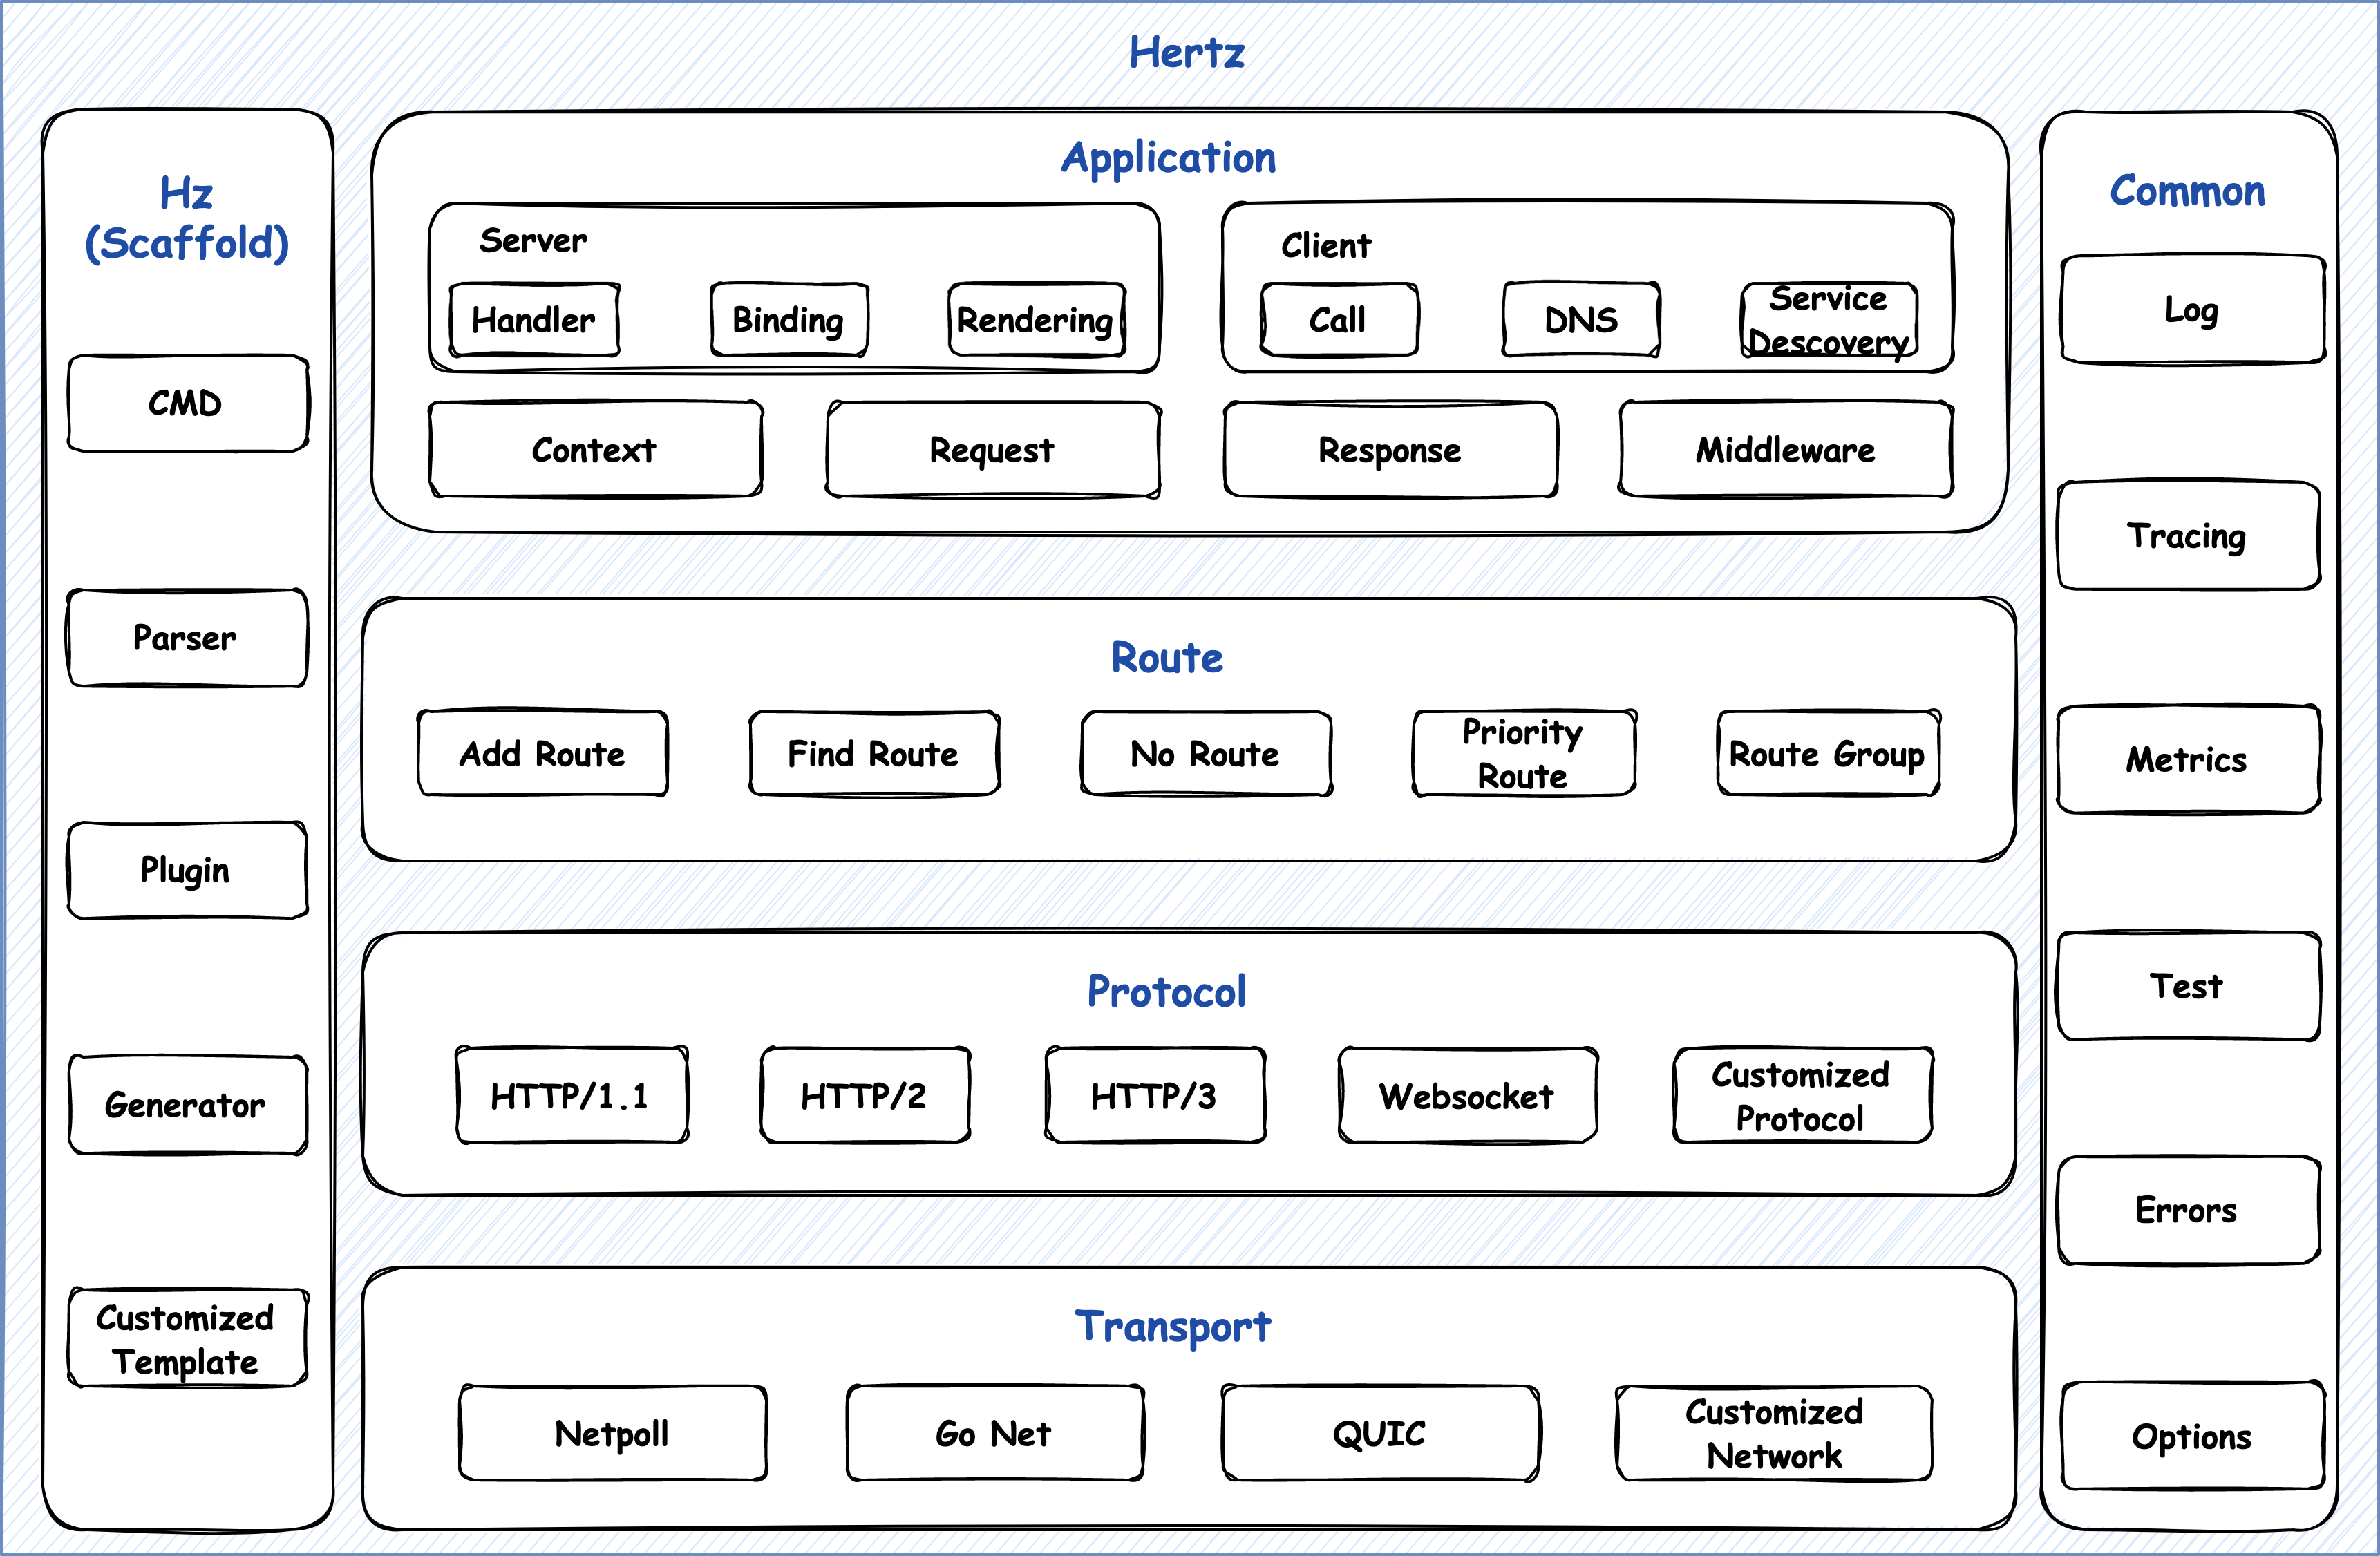 Hertz
Hz
(Scaffold)
CMD
Parser
Plugin
Generator
Customized
Template
Application
Server
Handler
Binding
Rendering
Client
Call
DNS
Service
Descovery
Context
Request
Response
Middleware
Route
Add Route
Find Route
No Route
Priority
Route
Route Group
Protocol
HTTP/1.1
HTTP/2
HTTP/3
Websocket
Customized
Protocol
Transport
Netpoll
Go Net
QUIC
Customized
Network
Common
Log
Tracing
Metrics
Test
Errors
Options